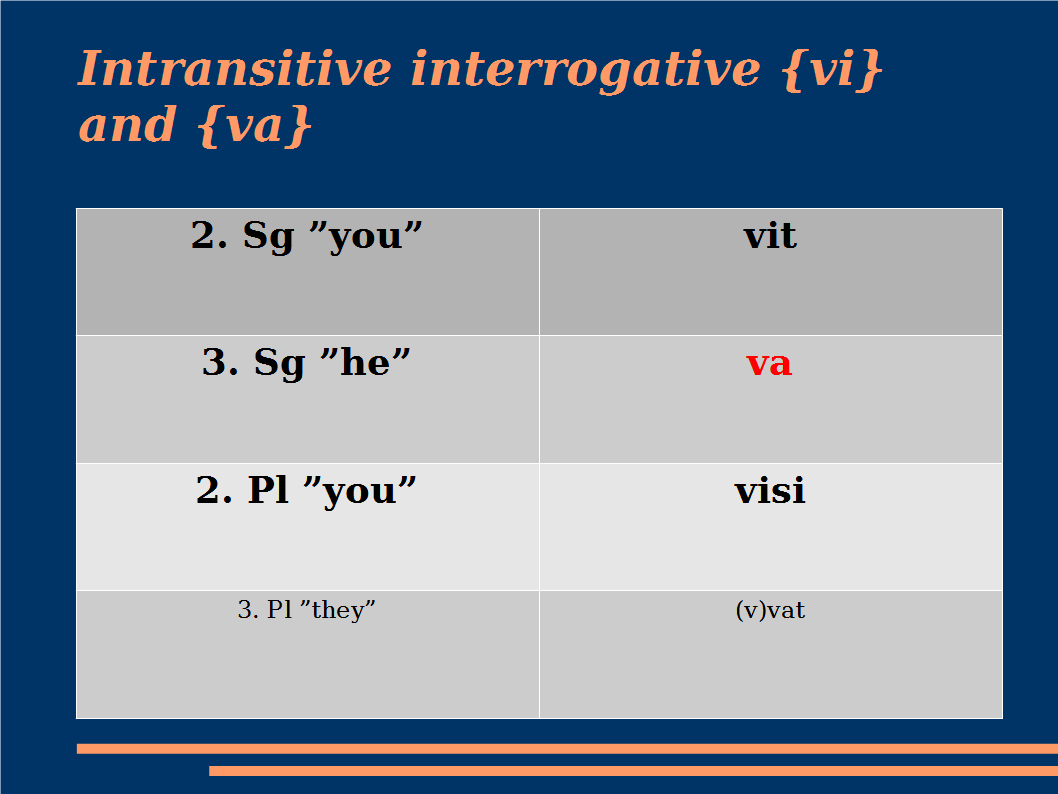 Intransitive interrogative {vi}
and {va}
2. Sg ”you” vit
3. Sg ”he” va
2. Pl ”you” visi
3. Pl ”they” (v)vat